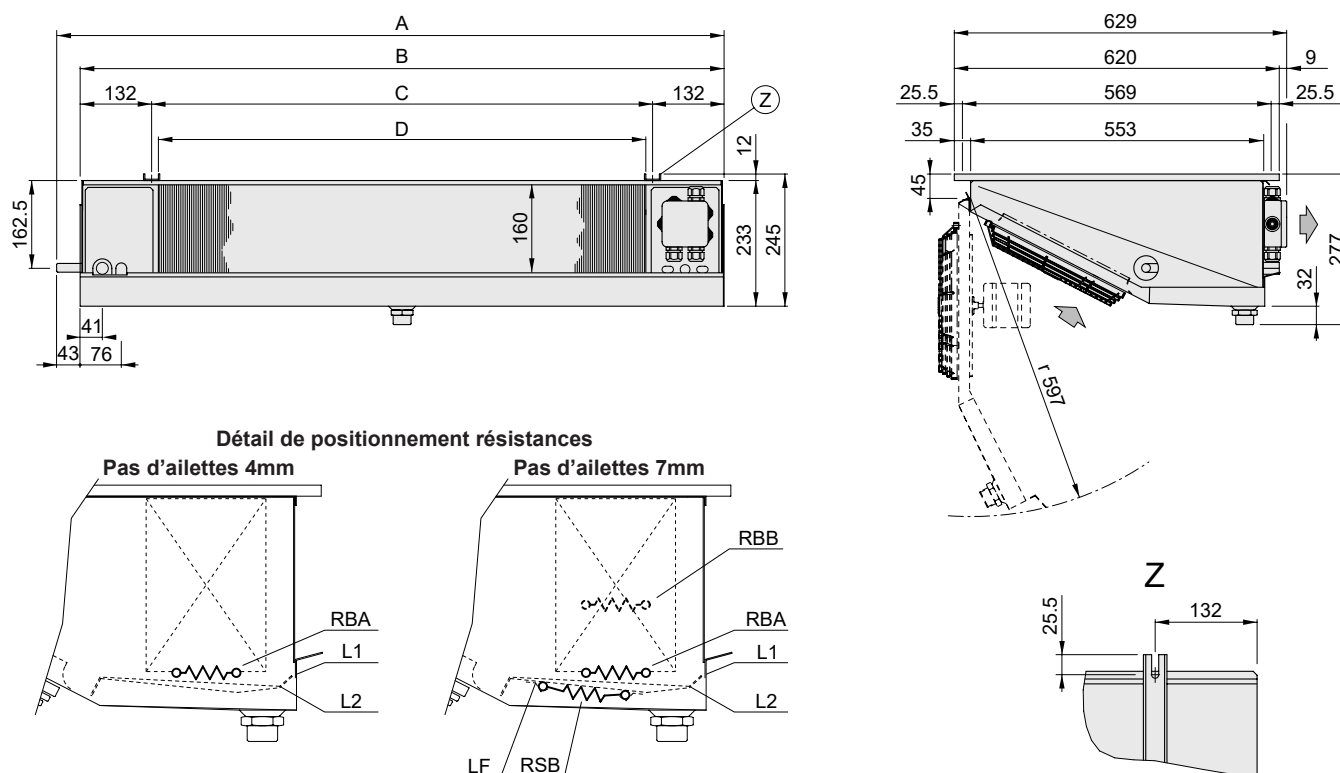 A
B
132
C
132
Z
D
12
162.5
160
233
245
41
43
76
629
620
9
25.5
569
25.5
35
553
45
277
32
r 597
Détail de positionnement résistances
Pas d’ailettes 4mm
Pas d’ailettes 7mm
RBA
L1
L2
RBB
RBA
L1
L2
LF
RSB
Z
25.5
132